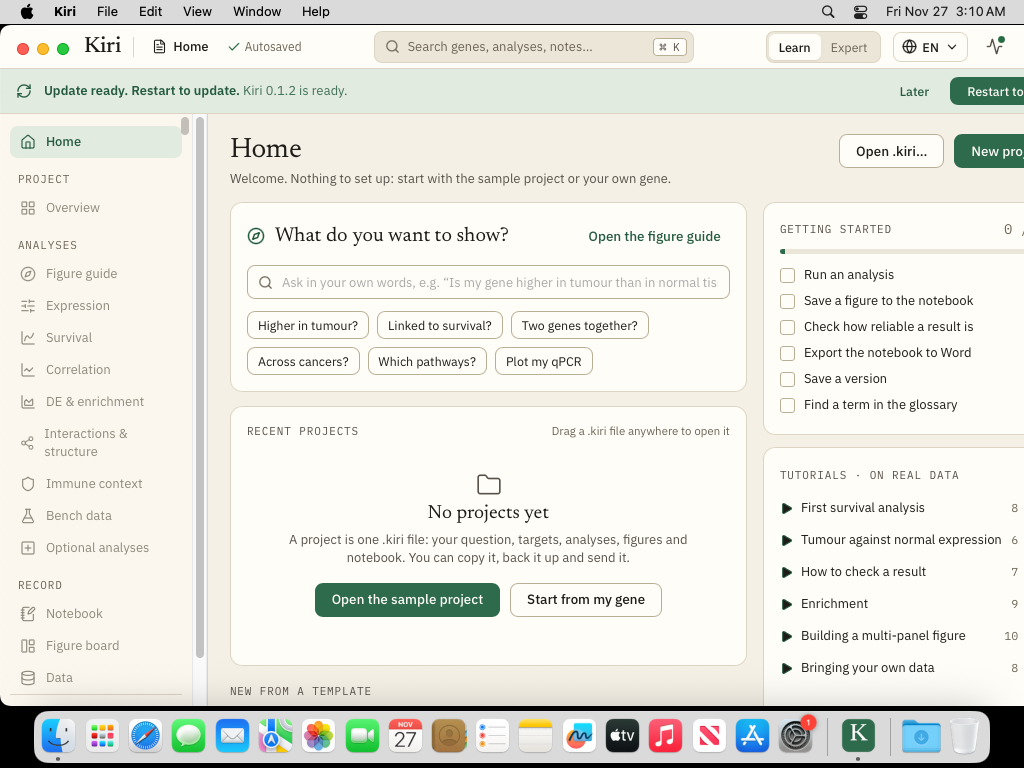 Kiri File Edit View Window Help Fri Nov 27 3:10 AM
Kiri Home Autosaved Search genes, analyses, notes... ⌘ K Learn Expert EN
Update ready. Restart to update. Kiri 0.1.2 is ready. Later Restart to
Home
PROJECT
Overview
ANALYSES
Figure guide
Expression
Survival
Correlation
DE & enrichment
Interactions &
structure
Immune context
Bench data
Optional analyses
RECORD
Notebook
Figure board
Data
Home
Welcome. Nothing to set up: start with the sample project or your own gene.
Open .kiri...
New proj
What do you want to show? Open the figure guide
Ask in your own words, e.g. “Is my gene higher in tumour than in normal tis
Higher in tumour? Linked to survival? Two genes together?
Across cancers? Which pathways? Plot my qPCR
RECENT PROJECTS Drag a .kiri file anywhere to open it
No projects yet
A project is one .kiri file: your question, targets, analyses, figures and
notebook. You can copy it, back it up and send it.
Open the sample project Start from my gene
NEW FROM A TEMPLATE
GETTING STARTED 0 /
Run an analysis
Save a figure to the notebook
Check how reliable a result is
Export the notebook to Word
Save a version
Find a term in the glossary
TUTORIALS · ON REAL DATA
First survival analysis 8
Tumour against normal expression 6
How to check a result 7
Enrichment 9
Building a multi-panel figure 10
Bringing your own data 8
NOV
27
tv
1
K